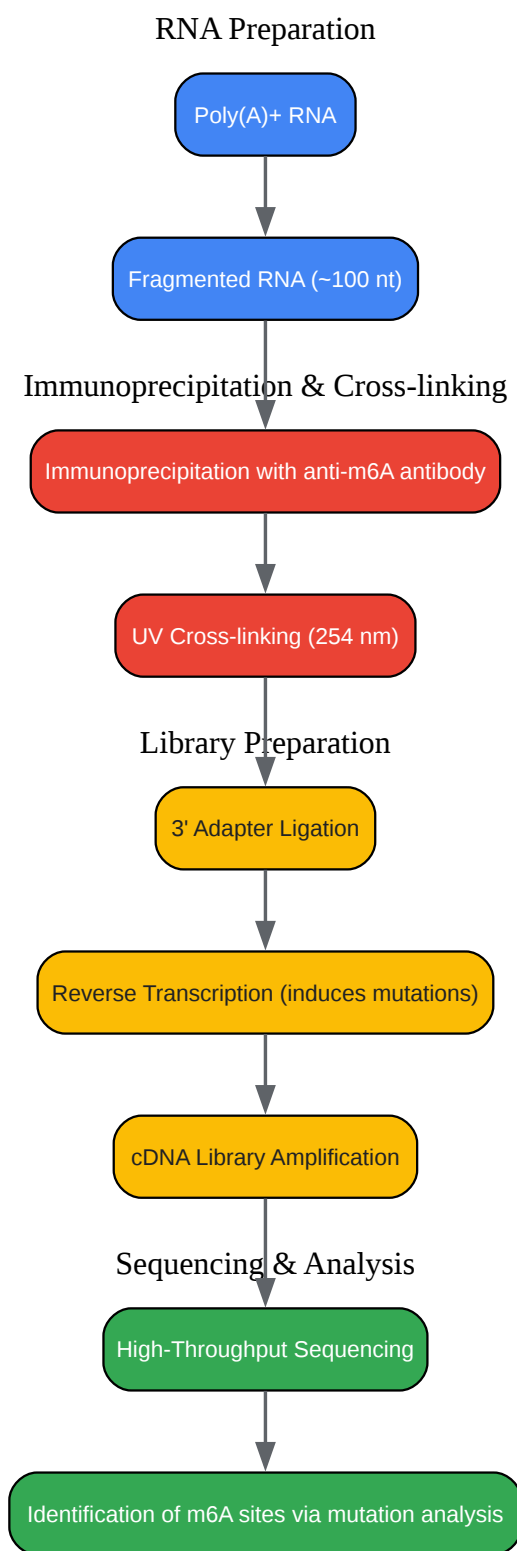 RNA Preparation
Poly(A)+ RNA
Fragmented RNA (~100 nt)
Immunoprecipitation & Cross-linking
Immunoprecipitation with anti-m6A antibody
UV Cross-linking (254 nm)
Library Preparation
3' Adapter Ligation
Reverse Transcription (induces mutations)
cDNA Library Amplification
Sequencing & Analysis
High-Throughput Sequencing
Identification of m6A sites via mutation analysis